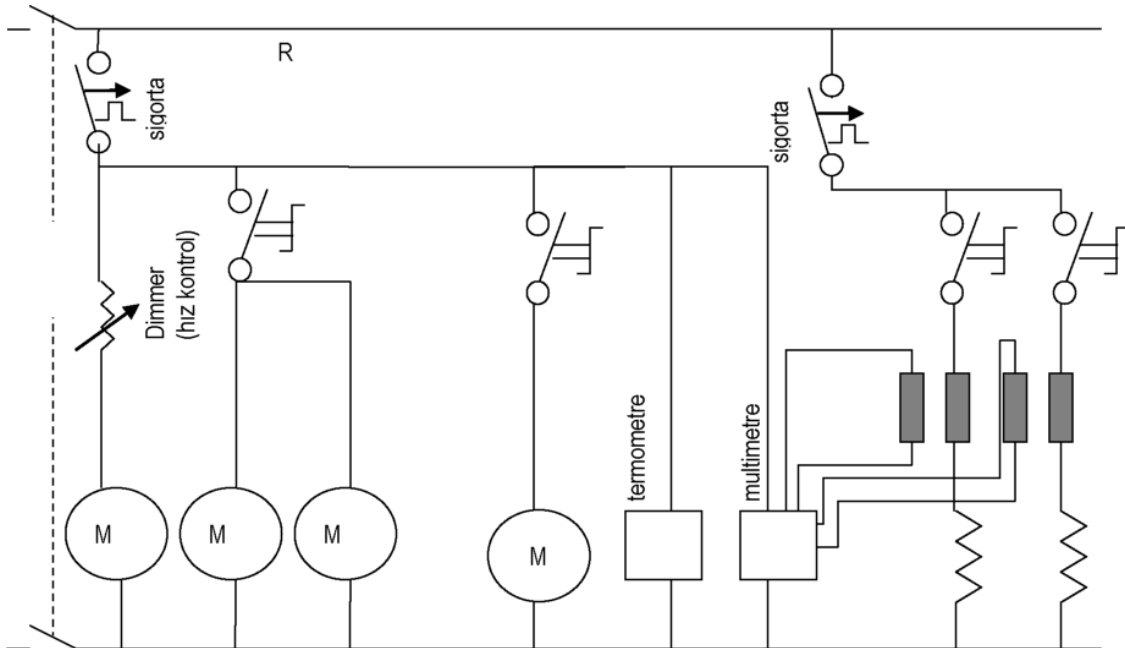 R
sigorta
sigorta
Dimmer
(hız kontrol)
termometre
multimetre
M
M
M
M